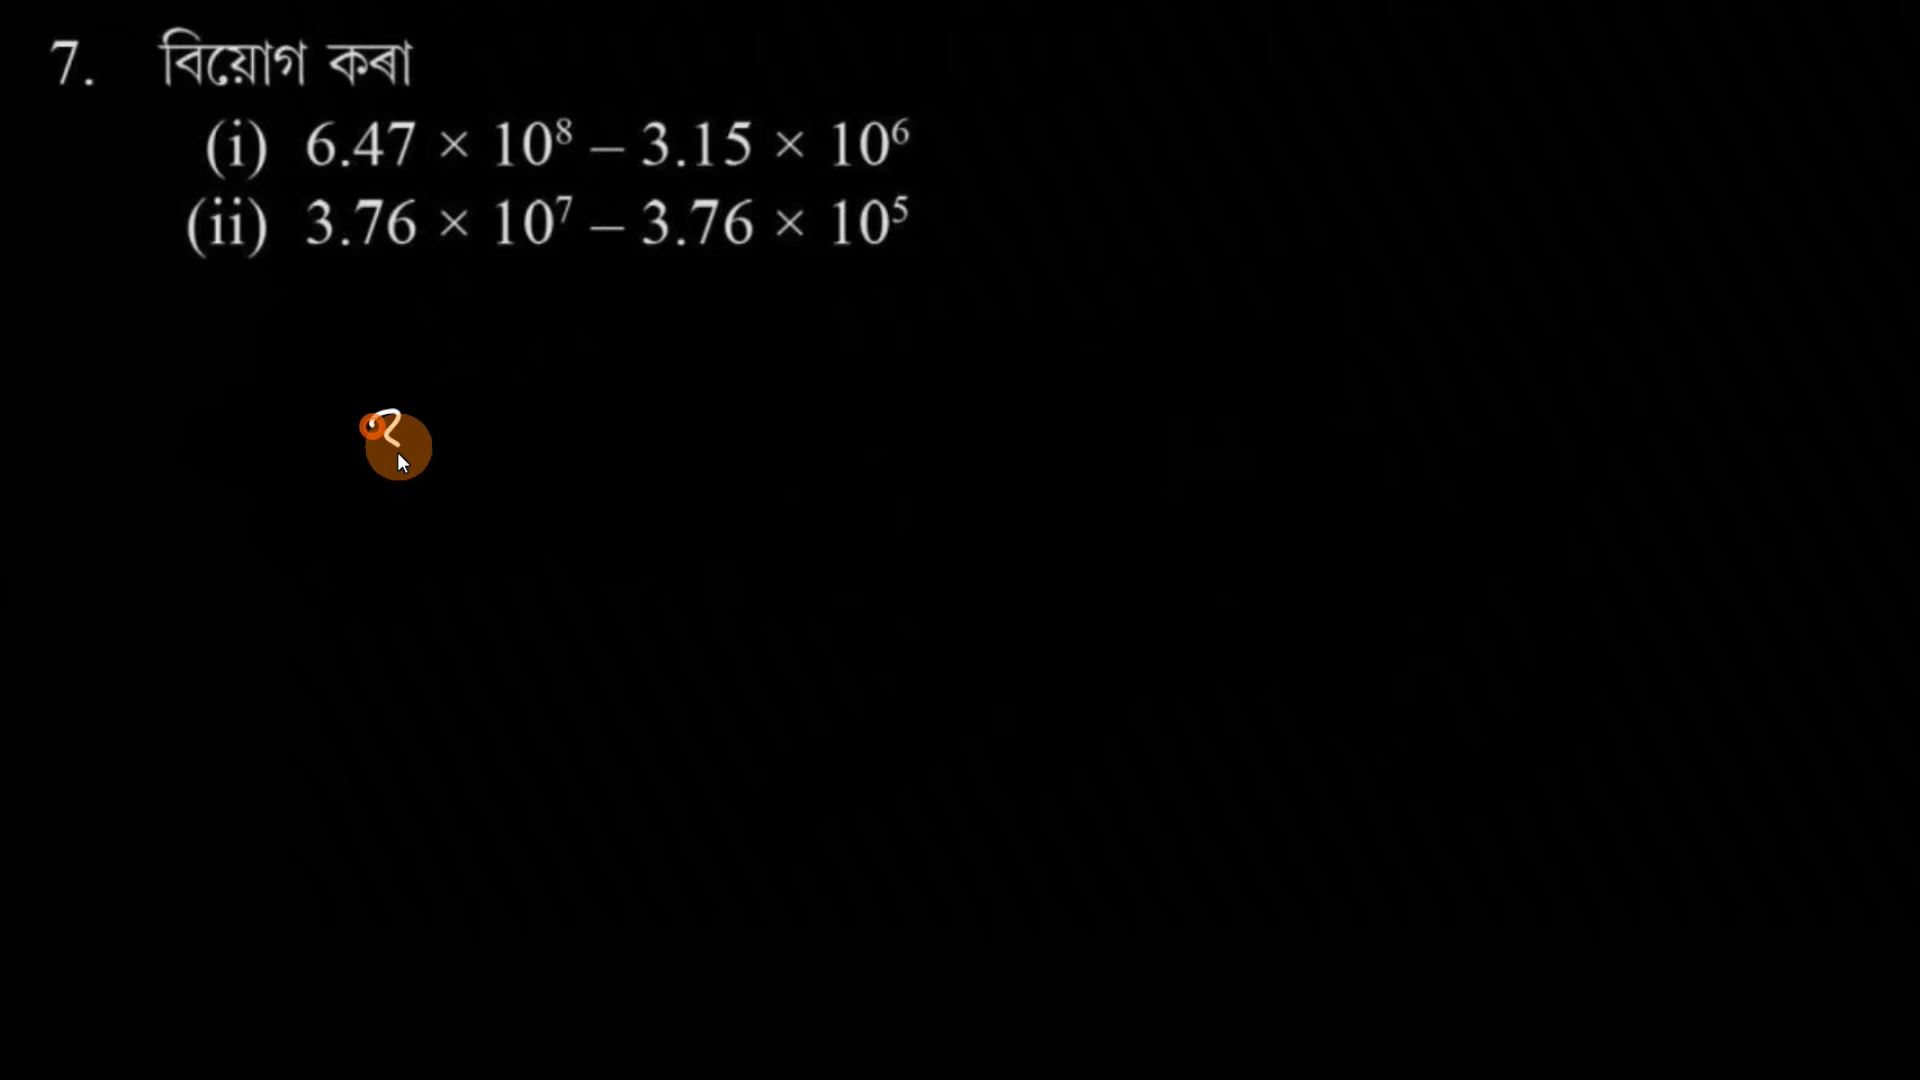 7. বিয়োগ কৰা
(i) 6.47 × 10⁸ – 3.15 × 10⁶
(ii) 3.76 × 10⁷ – 3.76 × 10⁵